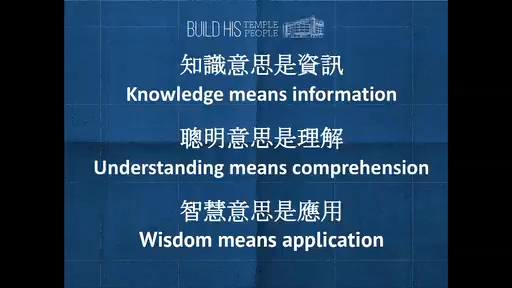 BUILD HIS TEMPLE PEOPLE
知識意思是資訊
Knowledge means information
聰明意思是理解
Understanding means comprehension
智慧意思是應用
Wisdom means application